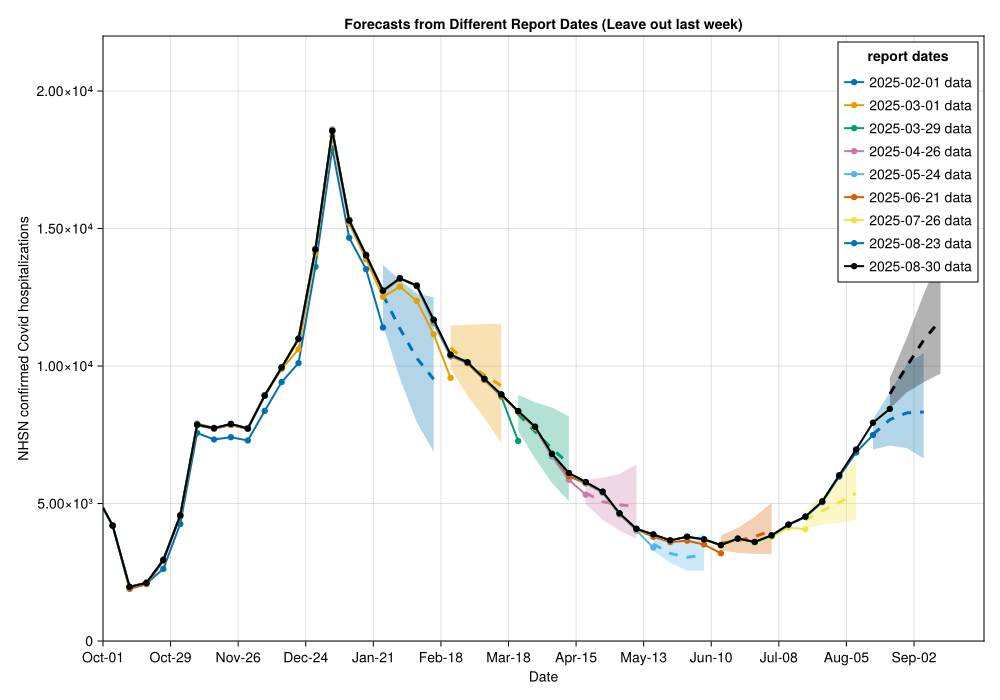 Forecasts from Different Report Dates (Leave out last week)
report dates
2025-02-01 data
2025-03-01 data
2025-03-29 data
2025-04-26 data
2025-05-24 data
2025-06-21 data
2025-07-26 data
2025-08-23 data
2025-08-30 data
NHSN confirmed Covid hospitalizations
2.00×10⁴
1.50×10⁴
1.00×10⁴
5.00×10³
0
Oct-01 Oct-29 Nov-26 Dec-24 Jan-21 Feb-18 Mar-18 Apr-15 May-13 Jun-10 Jul-08 Aug-05 Sep-02
Date